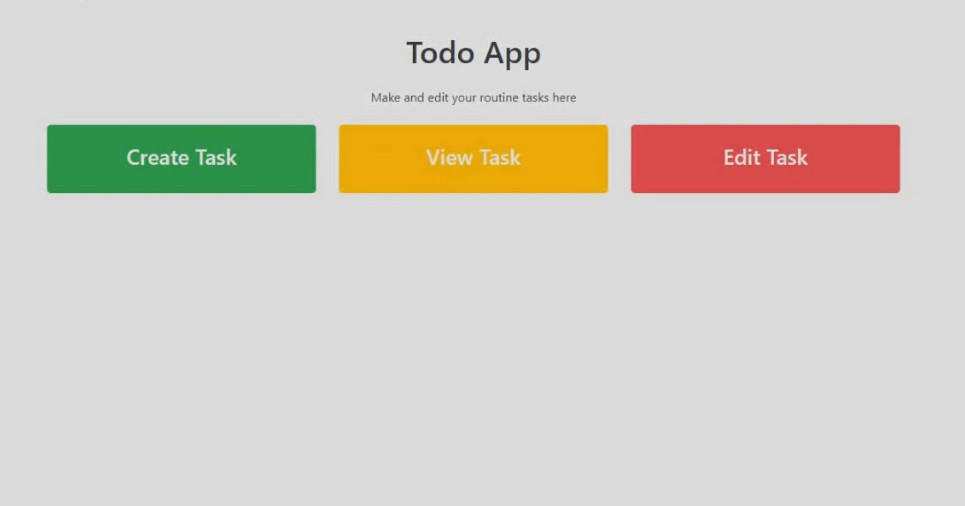 Todo App
Make and edit your routine tasks here
Create Task
View Task
Edit Task